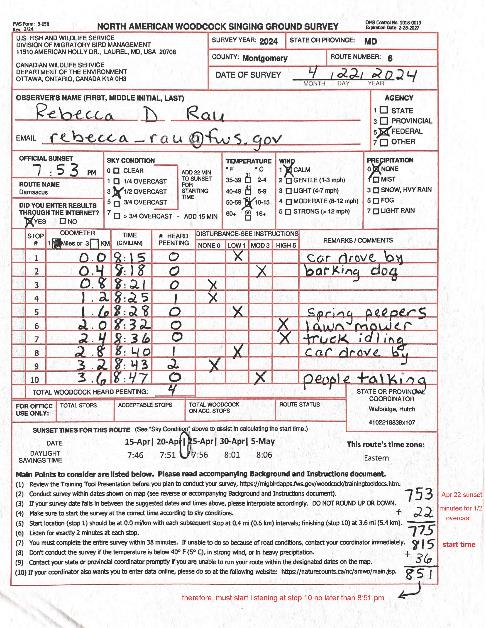 FWS Form: 3-156
Rev. 2/24
NORTH AMERICAN WOODCOCK SINGING GROUND SURVEY
OMB Control No. 1018-0019
U.S. FISH AND WILDLIFE SERVICE
DIVISION OF MIGRATORY BIRD MANAGEMENT
11510 AMERICAN HOLLY DR., LAUREL, MD, USA 20708
CANADIAN WILDLIFE SERVICE
DEPARTMENT OF THE ENVIRONMENT
OTTAWA, ONTARIO, CANADA K1A 0H3
SURVEY YEAR: 2024 STATE OR PROVINCE: MD
COUNTY: Montgomery ROUTE NUMBER: 6
DATE OF SURVEY 4 / 22 / 2024
MONTH DAY YEAR
OBSERVER'S NAME (FIRST, MIDDLE INITIAL, LAST)
Rebecca D Rau
EMAIL rebecca_rau@fws.gov
AGENCY
1 STATE
3 PROVINCIAL
5 FEDERAL
7 OTHER
OFFICIAL SUNSET
7:53 PM
ROUTE NAME
Damascus
DID YOU ENTER RESULTS
THROUGH THE INTERNET?
YES NO
SKY CONDITION
0 CLEAR
1 1/4 OVERCAST
3 1/2 OVERCAST
5 3/4 OVERCAST
7 > 3/4 OVERCAST - ADD 15 MIN
ADD 22 MIN
TO SUNSET
FOR
STARTING
TIME
TEMPERATURE
°F °C
35-39 2-4
40-49 5-9
50-59 10-15
60+ 16+
WIND
1 CALM
2 GENTLE (1-3 mph)
3 LIGHT (4-7 mph)
4 MODERATE (8-12 mph)
6 STRONG (>12 mph)
PRECIPITATION
0 NONE
1 MIST
3 SNOW, HVY RAIN
5 FOG
7 LIGHT RAIN
STOP # ODOMETER 1 Miles or 3 KM TIME (CIVILIAN) # HEARD PEENTING DISTURBANCE-SEE INSTRUCTIONS NONE 0 LOW 1 MOD 3 HIGH 5 REMARKS / COMMENTS
1 0.0 8:15 0 X car drove by
2 0.4 8:18 0 X barking dog
3 0.8 8:21 0 X
4 1.2 8:25 1 X
5 1.6 8:28 0 X spring peepers
6 2.0 8:32 0 X lawn mower
7 2.4 8:36 0 X truck idling
8 2.8 8:40 1 X car drove by
9 3.2 8:43 2 X
10 3.6 8:47 0 X people talking
TOTAL WOODCOCK HEARD PEENTING: 4
STATE OR PROVINCIAL
COORDINATOR
Walbridge, Hutch
4102218838x107
FOR OFFICE USE ONLY: TOTAL STOPS ACCEPTABLE STOPS TOTAL WOODCOCK ON ACC. STOPS ROUTE STATUS
SUNSET TIMES FOR THIS ROUTE (See "Sky Condition" above to assist in calculating the start time.)
DATE 15-Apr 20-Apr 25-Apr 30-Apr 5-May
DAYLIGHT SAVINGS TIME 7:46 7:51 7:56 8:01 8:06
This route's time zone:
Eastern
Main Points to consider are listed below. Please read accompanying Background and Instructions document.
(1) Review the Training Tool Presentation before you plan to conduct your survey, https://migbirdapps.fws.gov/woodcock/trainingtool/docs.htm.
(2) Conduct survey within dates shown on map (see reverse or accompanying Background and Instructions document).
(3) If your survey date falls in between the suggested dates and times above, please interpolate accordingly. DO NOT ROUND UP OR DOWN.
(4) Make sure to start the survey at the correct time according to sky conditions.
(5) Start location (stop 1) should be at 0.0 mi/km with each subsequent stop at 0.4 mi (0.6 km) intervals; finishing (stop 10) at 3.6 mi (5.4 km).
(6) Listen for exactly 2 minutes at each stop.
(7) You must complete the entire survey within 38 minutes. If unable to do so because of road conditions, contact your coordinator immediately.
(8) Don't conduct the survey if the temperature is below 40° F (5° C), in strong wind, or in heavy precipitation.
(9) Contact your state or provincial coordinator promptly if you are unable to run your route within the designated dates on the map.
(10) If your coordinator also wants you to enter data online, please do so at the following website: https://naturecounts.ca/nc/amwo/main.jsp.
753 Apr 22 sunset
+ 22 minutes for 1/2 overcast
775
815 start time
+ 36
851
therefore, must start listening at stop 10 no later than 8:51 pm